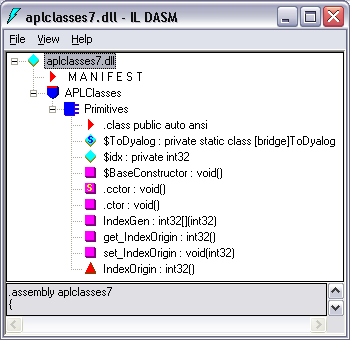 aplclasses7.dll - IL DASM
File View Help
aplclasses7.dll
M A N I F E S T
APLClasses
Primitives
.class public auto ansi
$ToDyalog : private static class [bridge]ToDyalog
$idx : private int32
$BaseConstructor : void()
.cctor : void()
.ctor : void()
IndexGen : int32[](int32)
get_IndexOrigin : int32()
set_IndexOrigin : void(int32)
IndexOrigin : int32()
.assembly aplclasses7
{